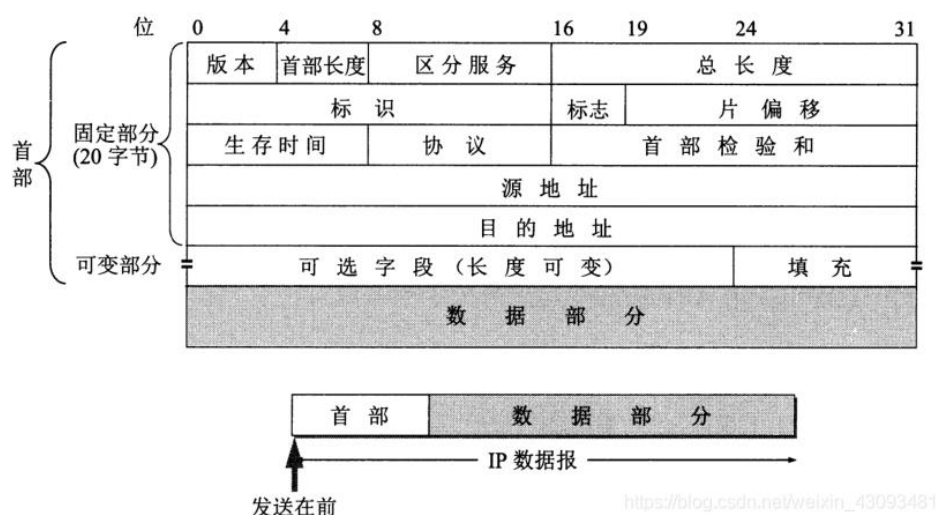 位 0 4 8 16 19 24 31
版本 首部长度 区分服务 总长度
标识 标志 片偏移
固定部分
(20 字节)
首部
生存时间 协议 首部检验和
源地址
目的地址
可变部分 可选字段（长度可变） 填充
数据部分
首部 数据部分
IP 数据报
发送在前
https://blog.csdn.net/weixin_43093481